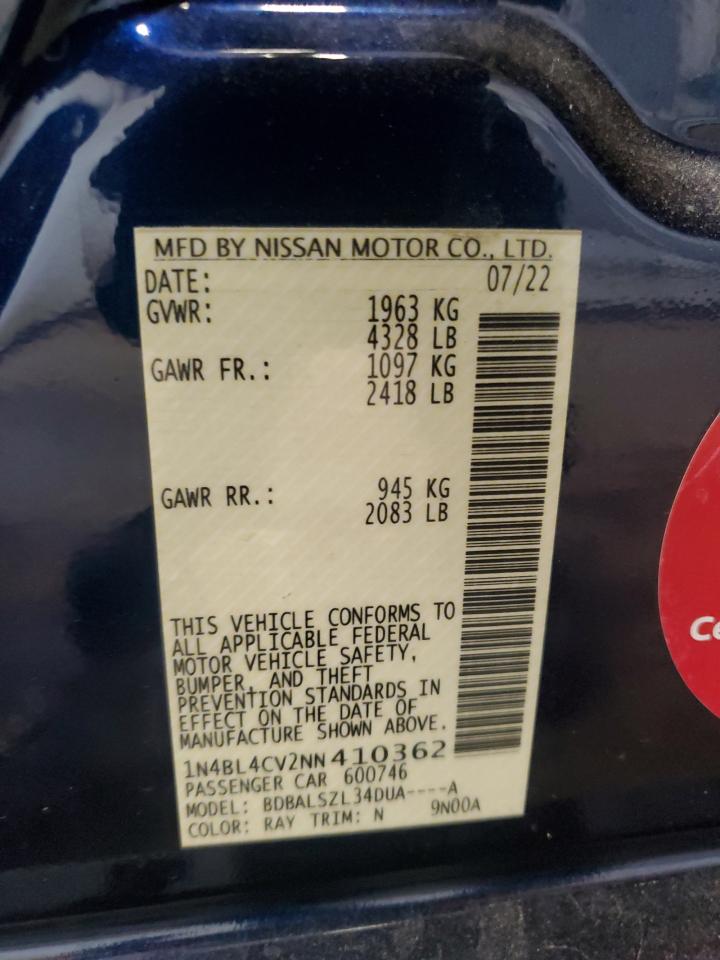 MFD BY NISSAN MOTOR CO., LTD.
DATE: 07/22
GVWR: 1963 KG
4328 LB
GAWR FR.: 1097 KG
2418 LB
GAWR RR.: 945 KG
2083 LB
THIS VEHICLE CONFORMS TO
ALL APPLICABLE FEDERAL
MOTOR VEHICLE SAFETY,
BUMPER, AND THEFT
PREVENTION STANDARDS IN
EFFECT ON THE DATE OF
MANUFACTURE SHOWN ABOVE.
1N4BL4CV2NN410362
PASSENGER CAR 600746
MODEL: BDBALSZL34DUA----A
COLOR: RAY TRIM: N 9N00A
Ce